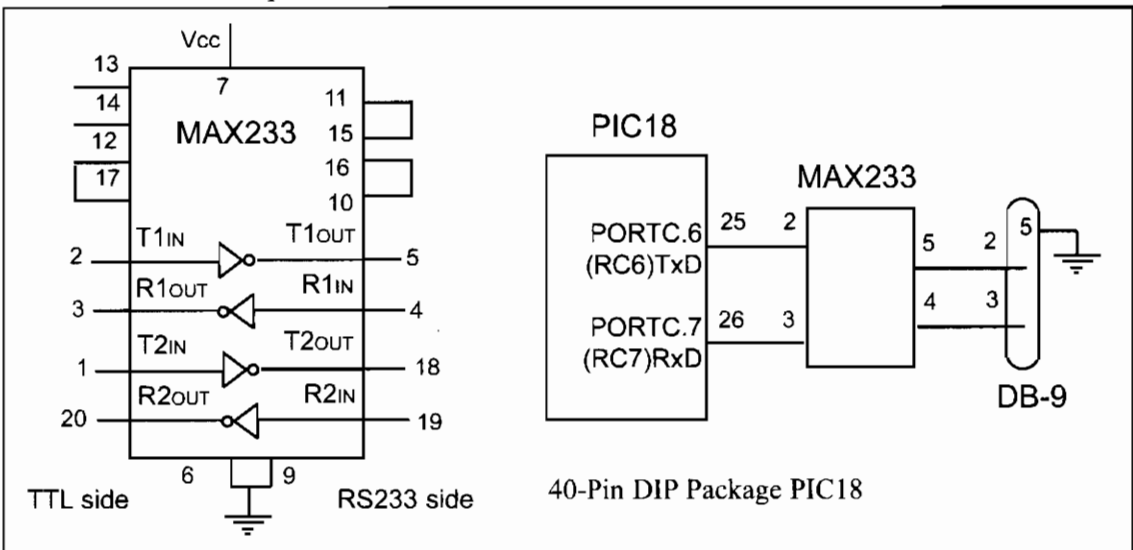 Vcc
13
7
14
11
MAX233
12
15
17
16
10
T1IN
T1OUT
2
5
R1OUT
R1IN
3
4
T2IN
T2OUT
1
18
R2OUT
R2IN
20
19
6
9
TTL side
RS233 side
PIC18
MAX233
PORTC.6
25
2
(RC6)TxD
5
2
5
PORTC.7
26
3
(RC7)RxD
4
3
DB-9
40-Pin DIP Package PIC18